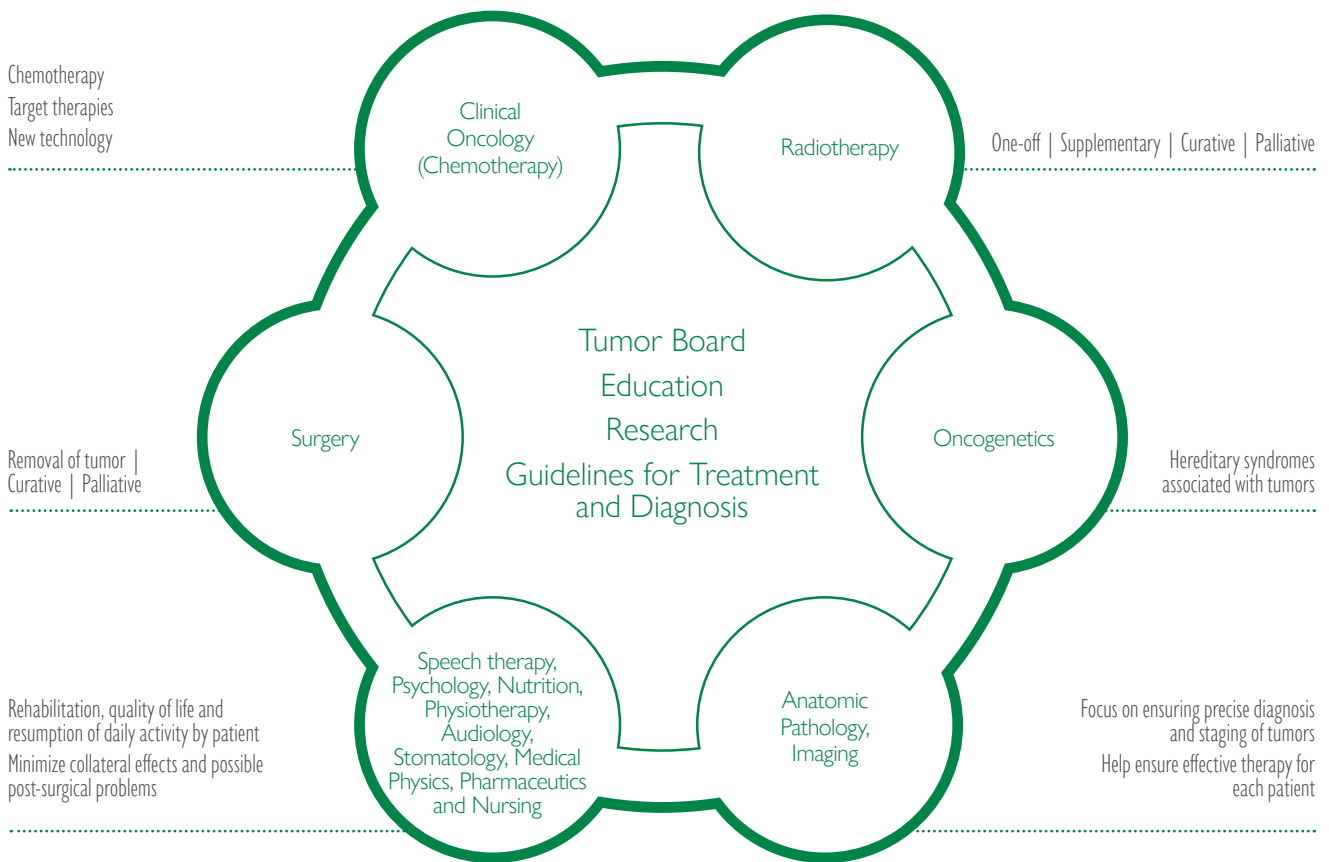 Chemotherapy
Target therapies
New technology
Clinical
Oncology
(Chemotherapy)
Radiotherapy
One-off | Supplementary | Curative | Palliative
Tumor Board
Education
Research
Guidelines for Treatment
and Diagnosis
Surgery
Removal of tumor |
Curative | Palliative
Oncogenetics
Hereditary syndromes
associated with tumors
Speech therapy,
Psychology, Nutrition,
Physiotherapy,
Audiology,
Stomatology, Medical
Physics, Pharmaceutics
and Nursing
Rehabilitation, quality of life and
resumption of daily activity by patient
Minimize collateral effects and possible
post-surgical problems
Anatomic
Pathology,
Imaging
Focus on ensuring precise diagnosis
and staging of tumors
Help ensure effective therapy for
each patient